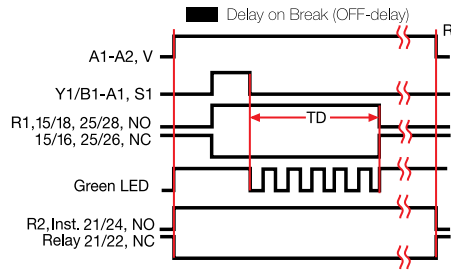 Delay on Break (OFF-delay)
R
A1-A2, V
Y1/B1-A1, S1
TD
R1,15/18, 25/28, NO
15/16, 25/26, NC
Green LED
R2,Inst. 21/24, NO
Relay 21/22, NC